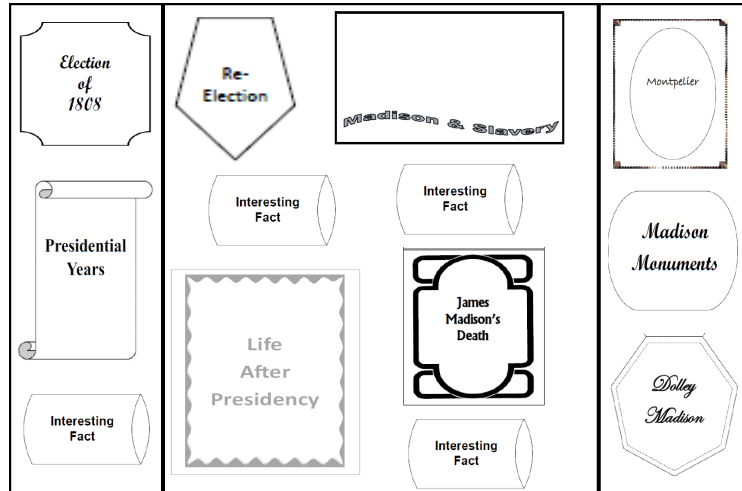 Election
of
1808
Presidential
Years
Interesting
Fact
Re-
Election
Madison & Slavery
Interesting
Fact
Interesting
Fact
Life
After
Presidency
James
Madison's
Death
Interesting
Fact
Montpelier
Madison
Monuments
Dolley
Madison